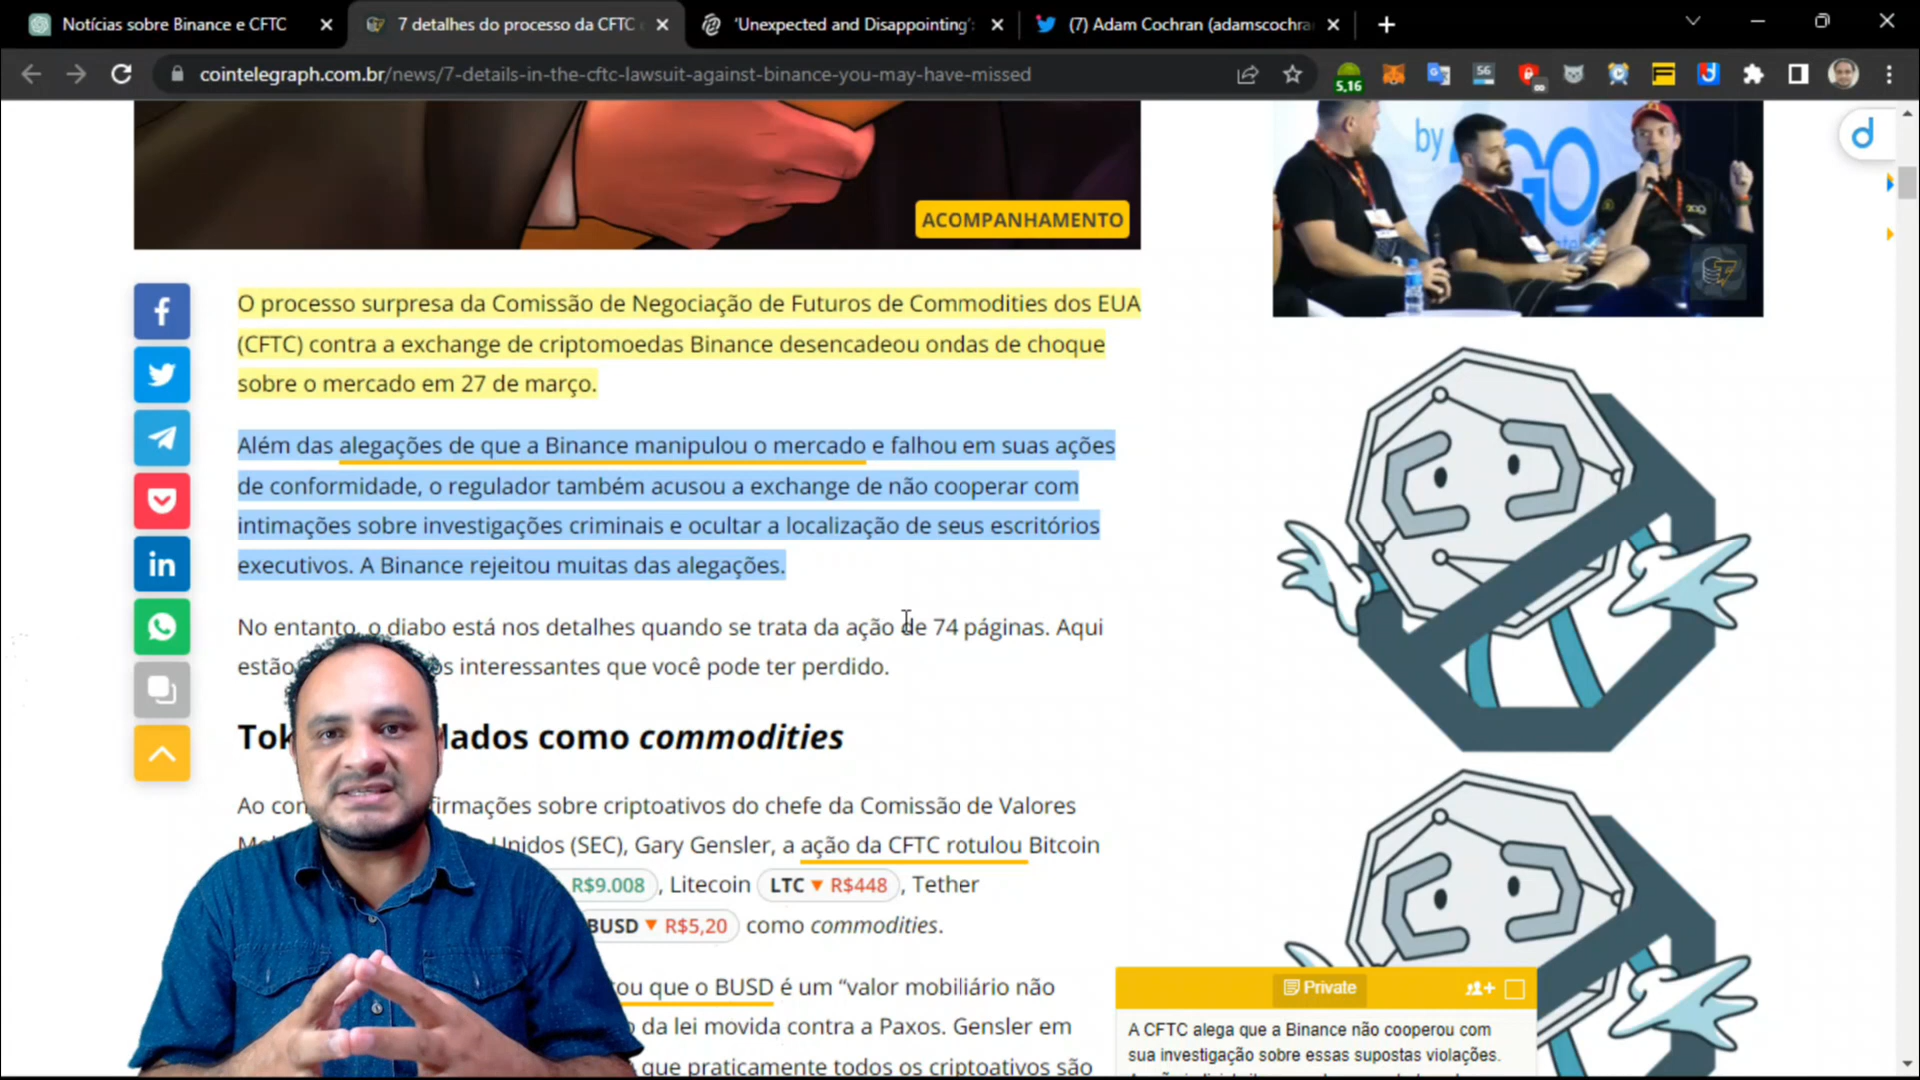 Notícias sobre Binance e CFTC
7 detalhes do processo da CFTC
'Unexpected and Disappointing':
(7) Adam Cochran (adamscochra
cointelegraph.com.br/news/7-details-in-the-cftc-lawsuit-against-binance-you-may-have-missed
5,16
56
by
2GO
ACOMPANHAMENTO
O processo surpresa da Comissão de Negociação de Futuros de Commodities dos EUA
(CFTC) contra a exchange de criptomoedas Binance desencadeou ondas de choque
sobre o mercado em 27 de março.
Além das alegações de que a Binance manipulou o mercado e falhou em suas ações
de conformidade, o regulador também acusou a exchange de não cooperar com
intimações sobre investigações criminais e ocultar a localização de seus escritórios
executivos. A Binance rejeitou muitas das alegações.
No entanto, o diabo está nos detalhes quando se trata da ação de 74 páginas. Aqui
estão os interessantes que você pode ter perdido.
Tok lados como commodities
Ao con firmações sobre criptoativos do chefe da Comissão de Valores
Unidos (SEC), Gary Gensler, a ação da CFTC rotulou Bitcoin
R$9.008 , Litecoin LTC ▼ R$448 , Tether
BUSD ▼ R$5,20 como commodities.
ou que o BUSD é um “valor mobiliário não
da lei movida contra a Paxos. Gensler em
que praticamente todos os criptoativos são
Private
A CFTC alega que a Binance não cooperou com
sua investigação sobre essas supostas violações.